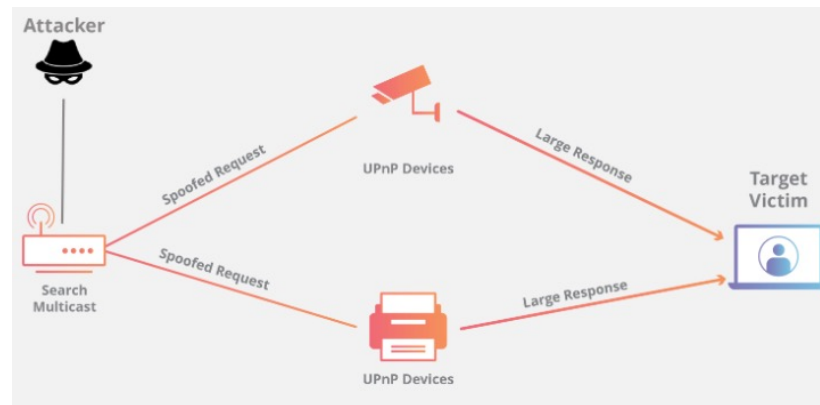 Attacker
Spoofed Request
UPnP Devices
Large Response
Target
Victim
Search
Multicast
Spoofed Request
Large Response
UPnP Devices